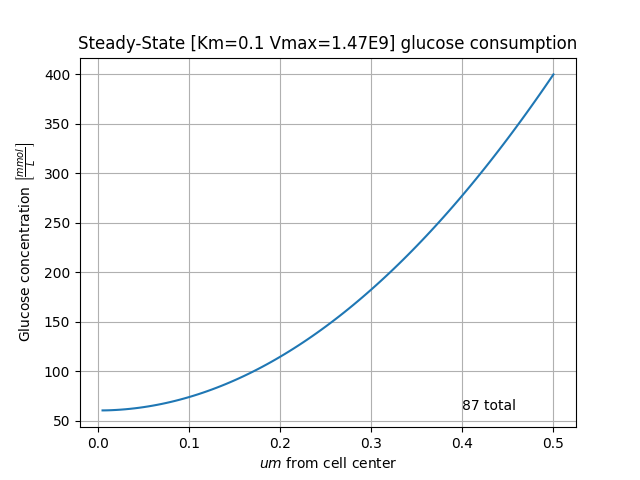 Steady-State [Km=0.1 Vmax=1.47E9] glucose consumption
Glucose concentration [mmol/L]
400
350
300
250
200
150
100
50
87 total
0.0 0.1 0.2 0.3 0.4 0.5
um from cell center